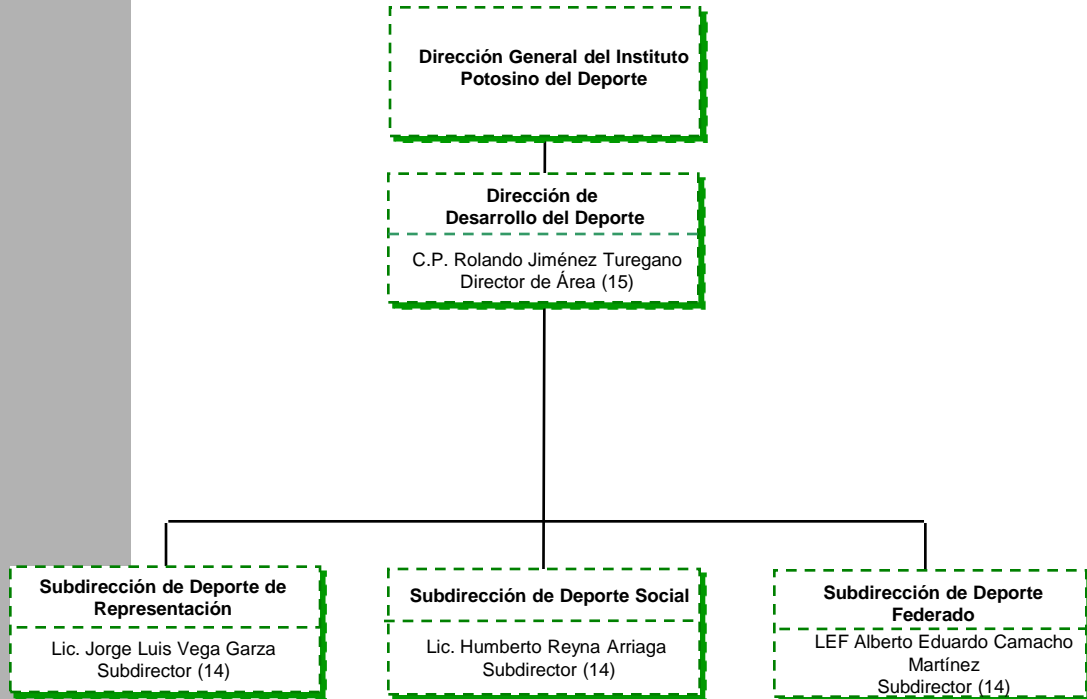 Dirección General del Instituto
Potosino del Deporte
Dirección de
Desarrollo del Deporte
C.P. Rolando Jiménez Turegano
Director de Área (15)
Subdirección de Deporte de
Representación
Lic. Jorge Luis Vega Garza
Subdirector (14)
Subdirección de Deporte Social
Lic. Humberto Reyna Arriaga
Subdirector (14)
Subdirección de Deporte
Federado
LEF Alberto Eduardo Camacho
Martínez
Subdirector (14)